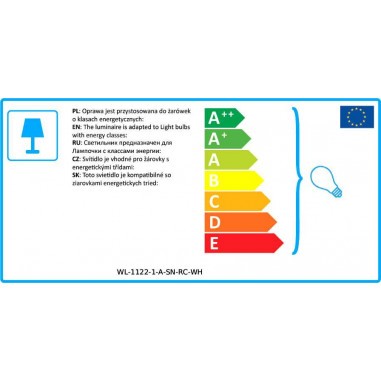 PL: Oprawa jest przystosowana do żarówek
o klasach energetycznych:
EN: The luminaire is adapted to Light bulbs
with energy classes:
RU: Светильник предназначен для
Лампочки с классами энергии:
CZ: Svítidlo je vhodné pro žárovky s
energetickými třídami:
SK: Toto svietidlo je kompatibilné so
ziarovkami energetických tried:
A++
A+
A
B
C
D
E
WL-1122-1-A-SN-RC-WH